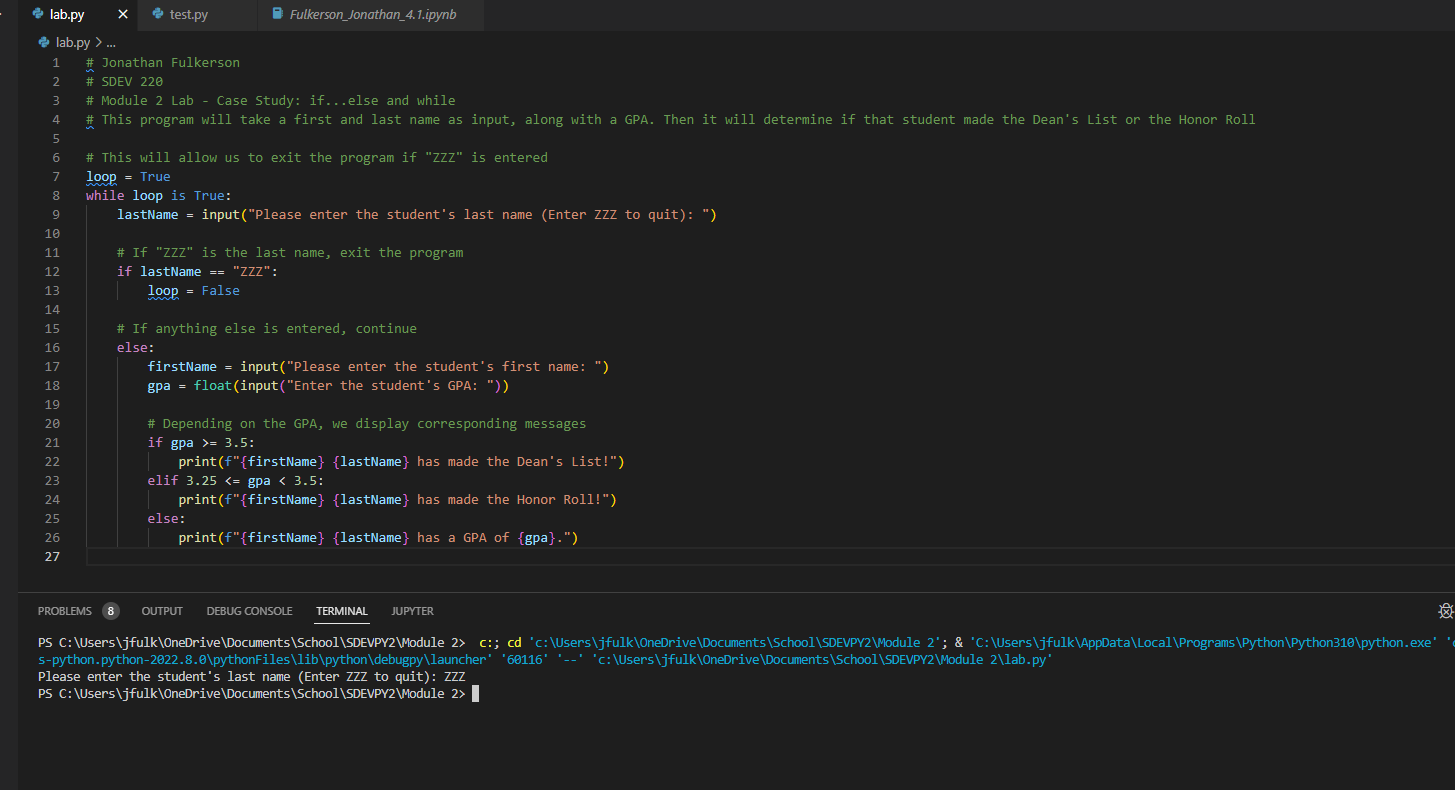 lab.py × test.py Fulkerson_Jonathan_4.1.ipynb
lab.py > ...
1 # Jonathan Fulkerson
2 # SDEV 220
3 # Module 2 Lab - Case Study: if...else and while
4 # This program will take a first and last name as input, along with a GPA. Then it will determine if that student made the Dean's List or the Honor Roll
5
6 # This will allow us to exit the program if "ZZZ" is entered
7 loop = True
8 while loop is True:
9     lastName = input("Please enter the student's last name (Enter ZZZ to quit): ")
10
11     # If "ZZZ" is the last name, exit the program
12     if lastName == "ZZZ":
13         loop = False
14
15     # If anything else is entered, continue
16     else:
17         firstName = input("Please enter the student's first name: ")
18         gpa = float(input("Enter the student's GPA: "))
19
20         # Depending on the GPA, we display corresponding messages
21         if gpa >= 3.5:
22             print(f"{firstName} {lastName} has made the Dean's List!")
23         elif 3.25 <= gpa < 3.5:
24             print(f"{firstName} {lastName} has made the Honor Roll!")
25         else:
26             print(f"{firstName} {lastName} has a GPA of {gpa}.")
27
PROBLEMS 8 OUTPUT DEBUG CONSOLE TERMINAL JUPYTER
PS C:\Users\jfulk\OneDrive\Documents\School\SDEVPY2\Module 2>  c:; cd 'c:\Users\jfulk\OneDrive\Documents\School\SDEVPY2\Module 2'; & 'C:\Users\jfulk\AppData\Local\Programs\Python\Python310\python.exe' '
s-python.python-2022.8.0\pythonFiles\lib\python\debugpy\launcher' '60116' '--' 'c:\Users\jfulk\OneDrive\Documents\School\SDEVPY2\Module 2\lab.py'
Please enter the student's last name (Enter ZZZ to quit): ZZZ
PS C:\Users\jfulk\OneDrive\Documents\School\SDEVPY2\Module 2>